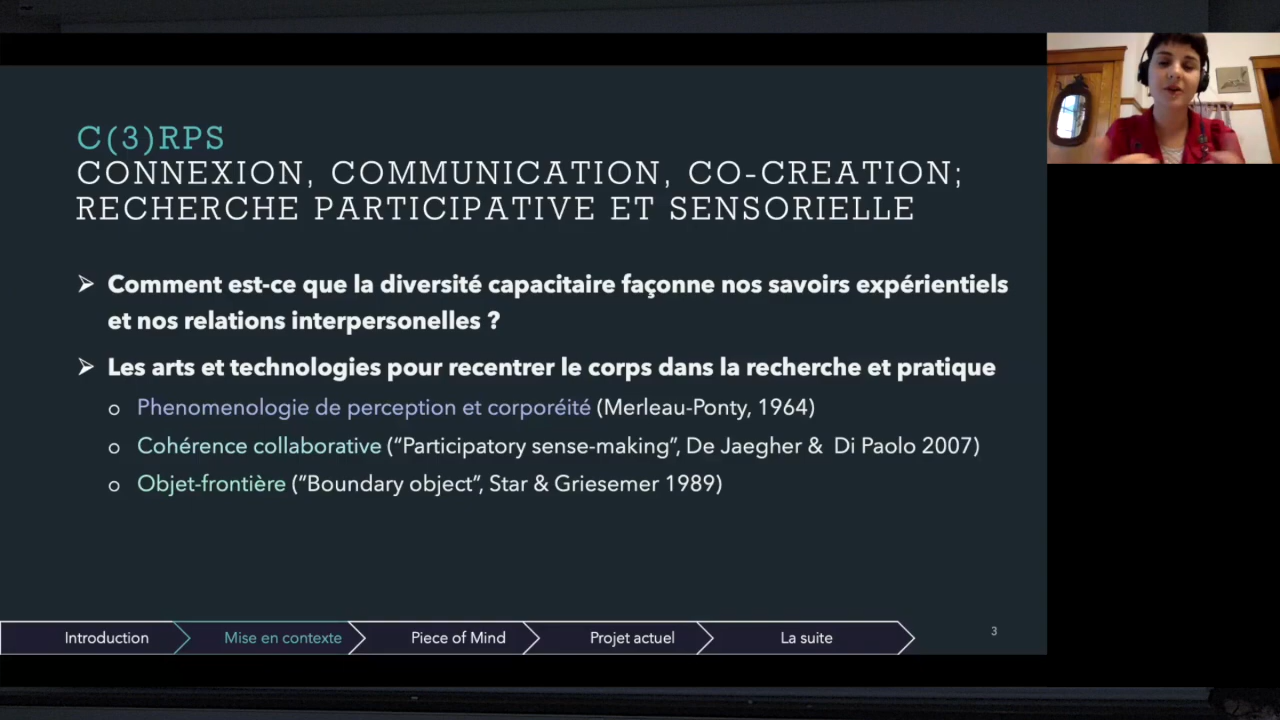 C(3)RPS
CONNEXION, COMMUNICATION, CO-CREATION;
RECHERCHE PARTICIPATIVE ET SENSORIELLE
Comment est-ce que la diversité capacitaire façonne nos savoirs expérientiels
et nos relations interpersonelles ?
Les arts et technologies pour recentrer le corps dans la recherche et pratique
Phenomenologie de perception et corporéité (Merleau-Ponty, 1964)
Cohérence collaborative (“Participatory sense-making”, De Jaegher & Di Paolo 2007)
Objet-frontière (“Boundary object”, Star & Griesemer 1989)
Introduction
Mise en contexte
Piece of Mind
Projet actuel
La suite
3